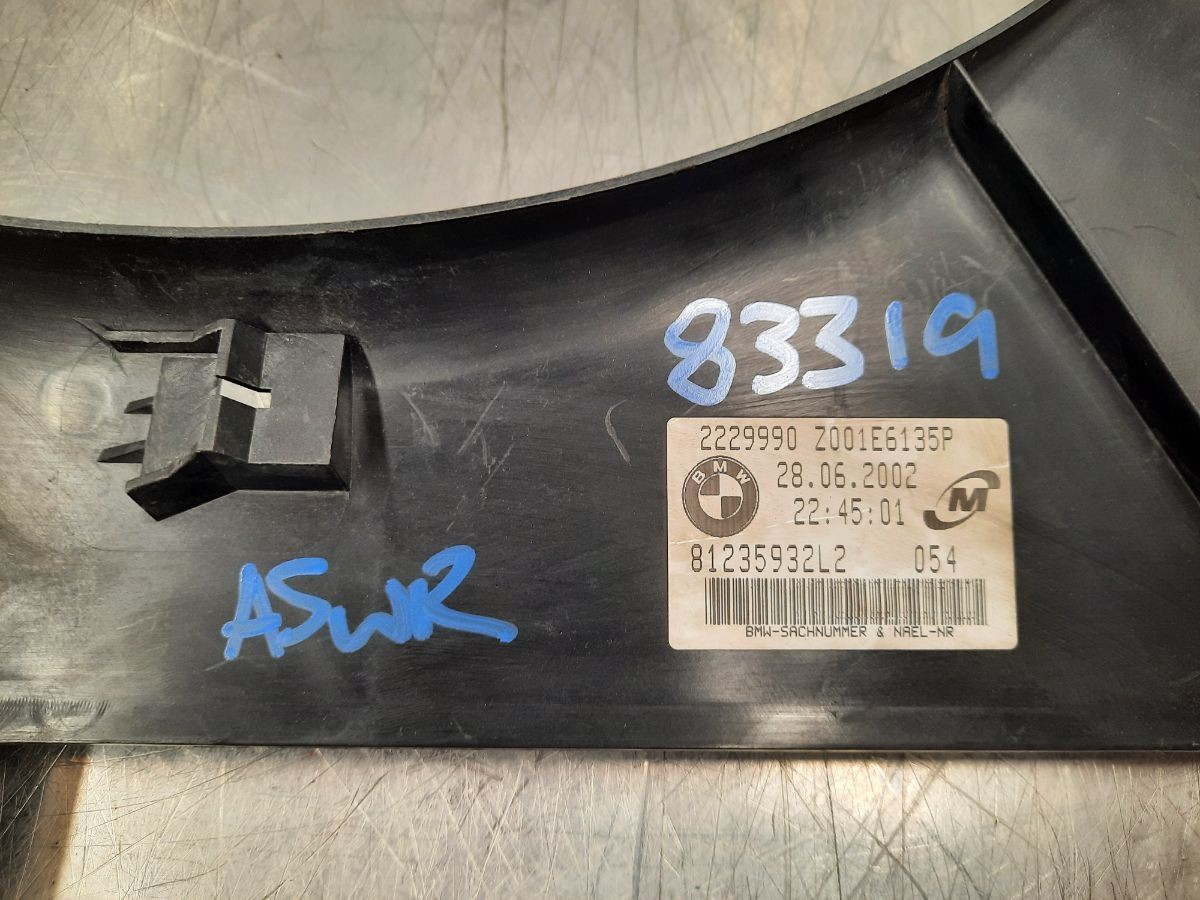 83319
2229990 Z001E6135P
BMW
28.06.2002
M
22:45:01
81235932L2 054
BMW-SACHNUMMER & NAEL-NR
ASWR